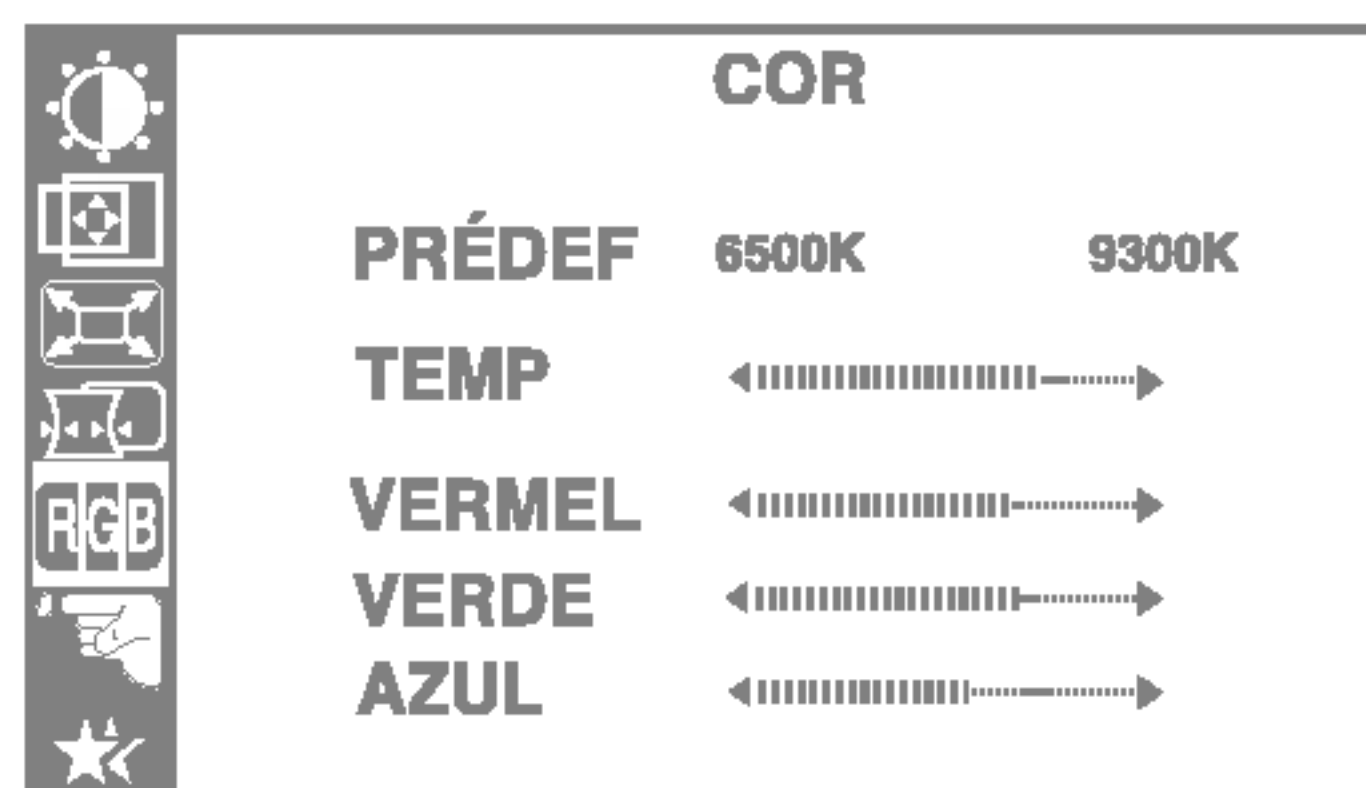 COR
PRÉDEF 6500K 9300K
TEMP
VERMEL
RGB
VERDE
AZUL